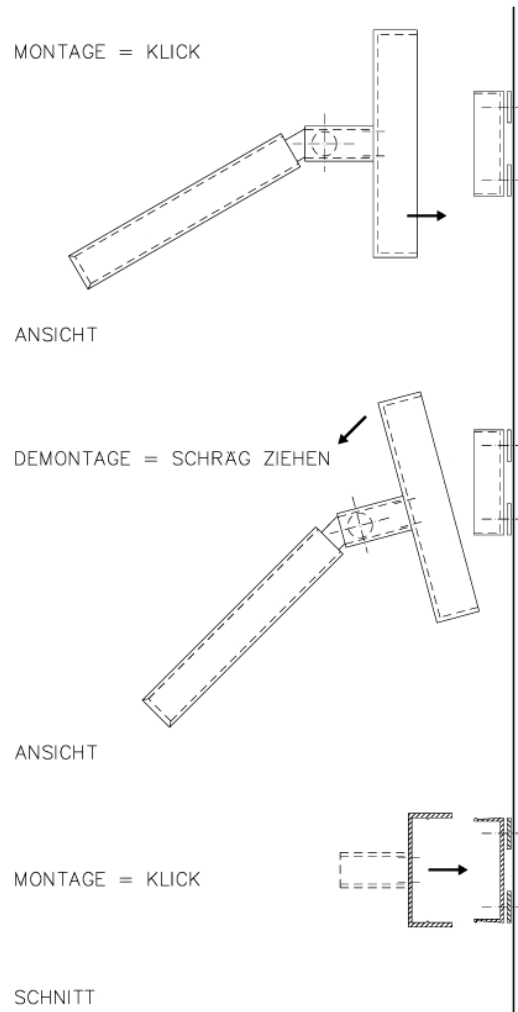 MONTAGE = KLICK
ANSICHT
DEMONTAGE = SCHRÄG ZIEHEN
ANSICHT
MONTAGE = KLICK
SCHNITT